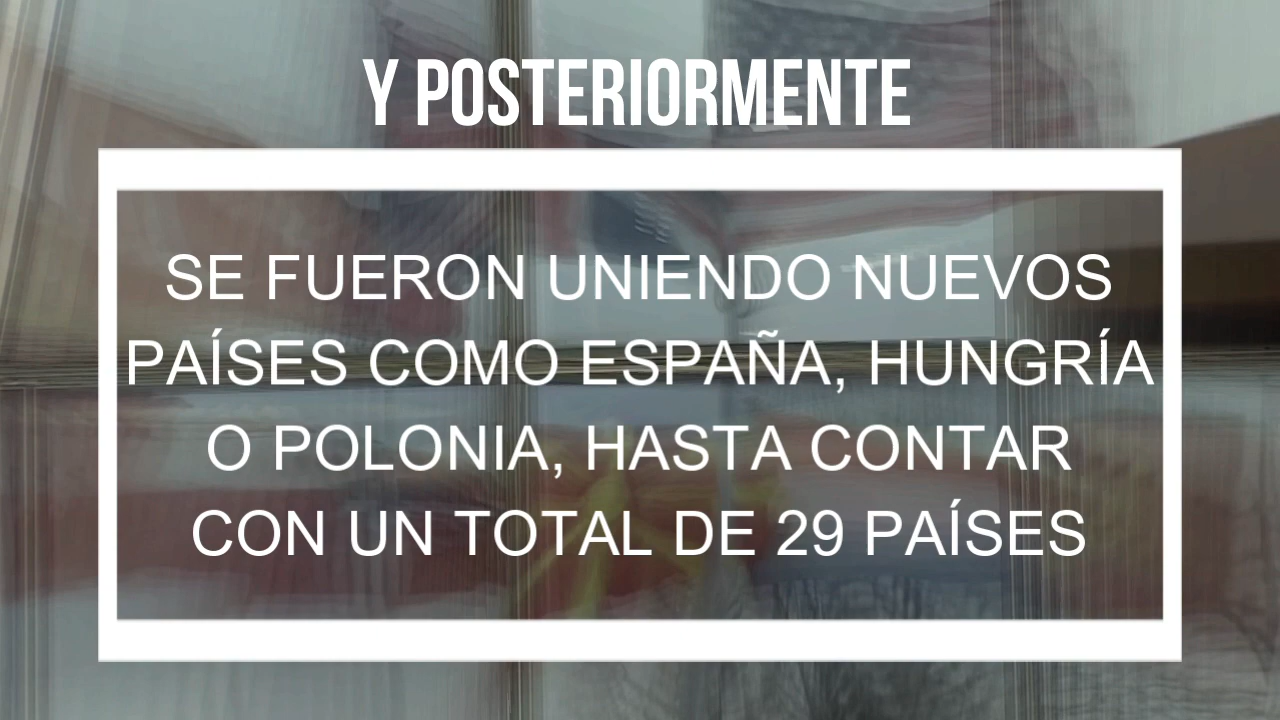 Y POSTERIORMENTE
SE FUERON UNIENDO NUEVOS
PAÍSES COMO ESPAÑA, HUNGRÍA
O POLONIA, HASTA CONTAR
CON UN TOTAL DE 29 PAÍSES